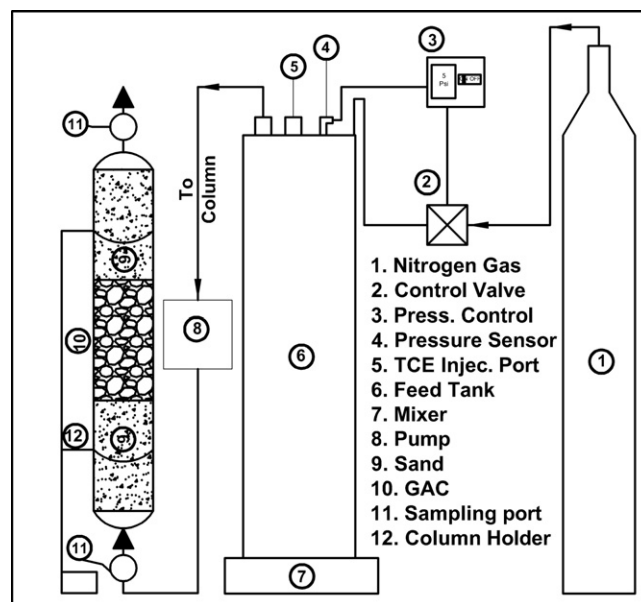 4
3
5
11
5
Psi
OFF
To
Column
2
9
1. Nitrogen Gas
2. Control Valve
3. Press. Control
4. Pressure Sensor
5. TCE Injec. Port
6. Feed Tank
7. Mixer
8. Pump
9. Sand
10. GAC
11. Sampling port
12. Column Holder
10
8
6
1
12
9
11
7